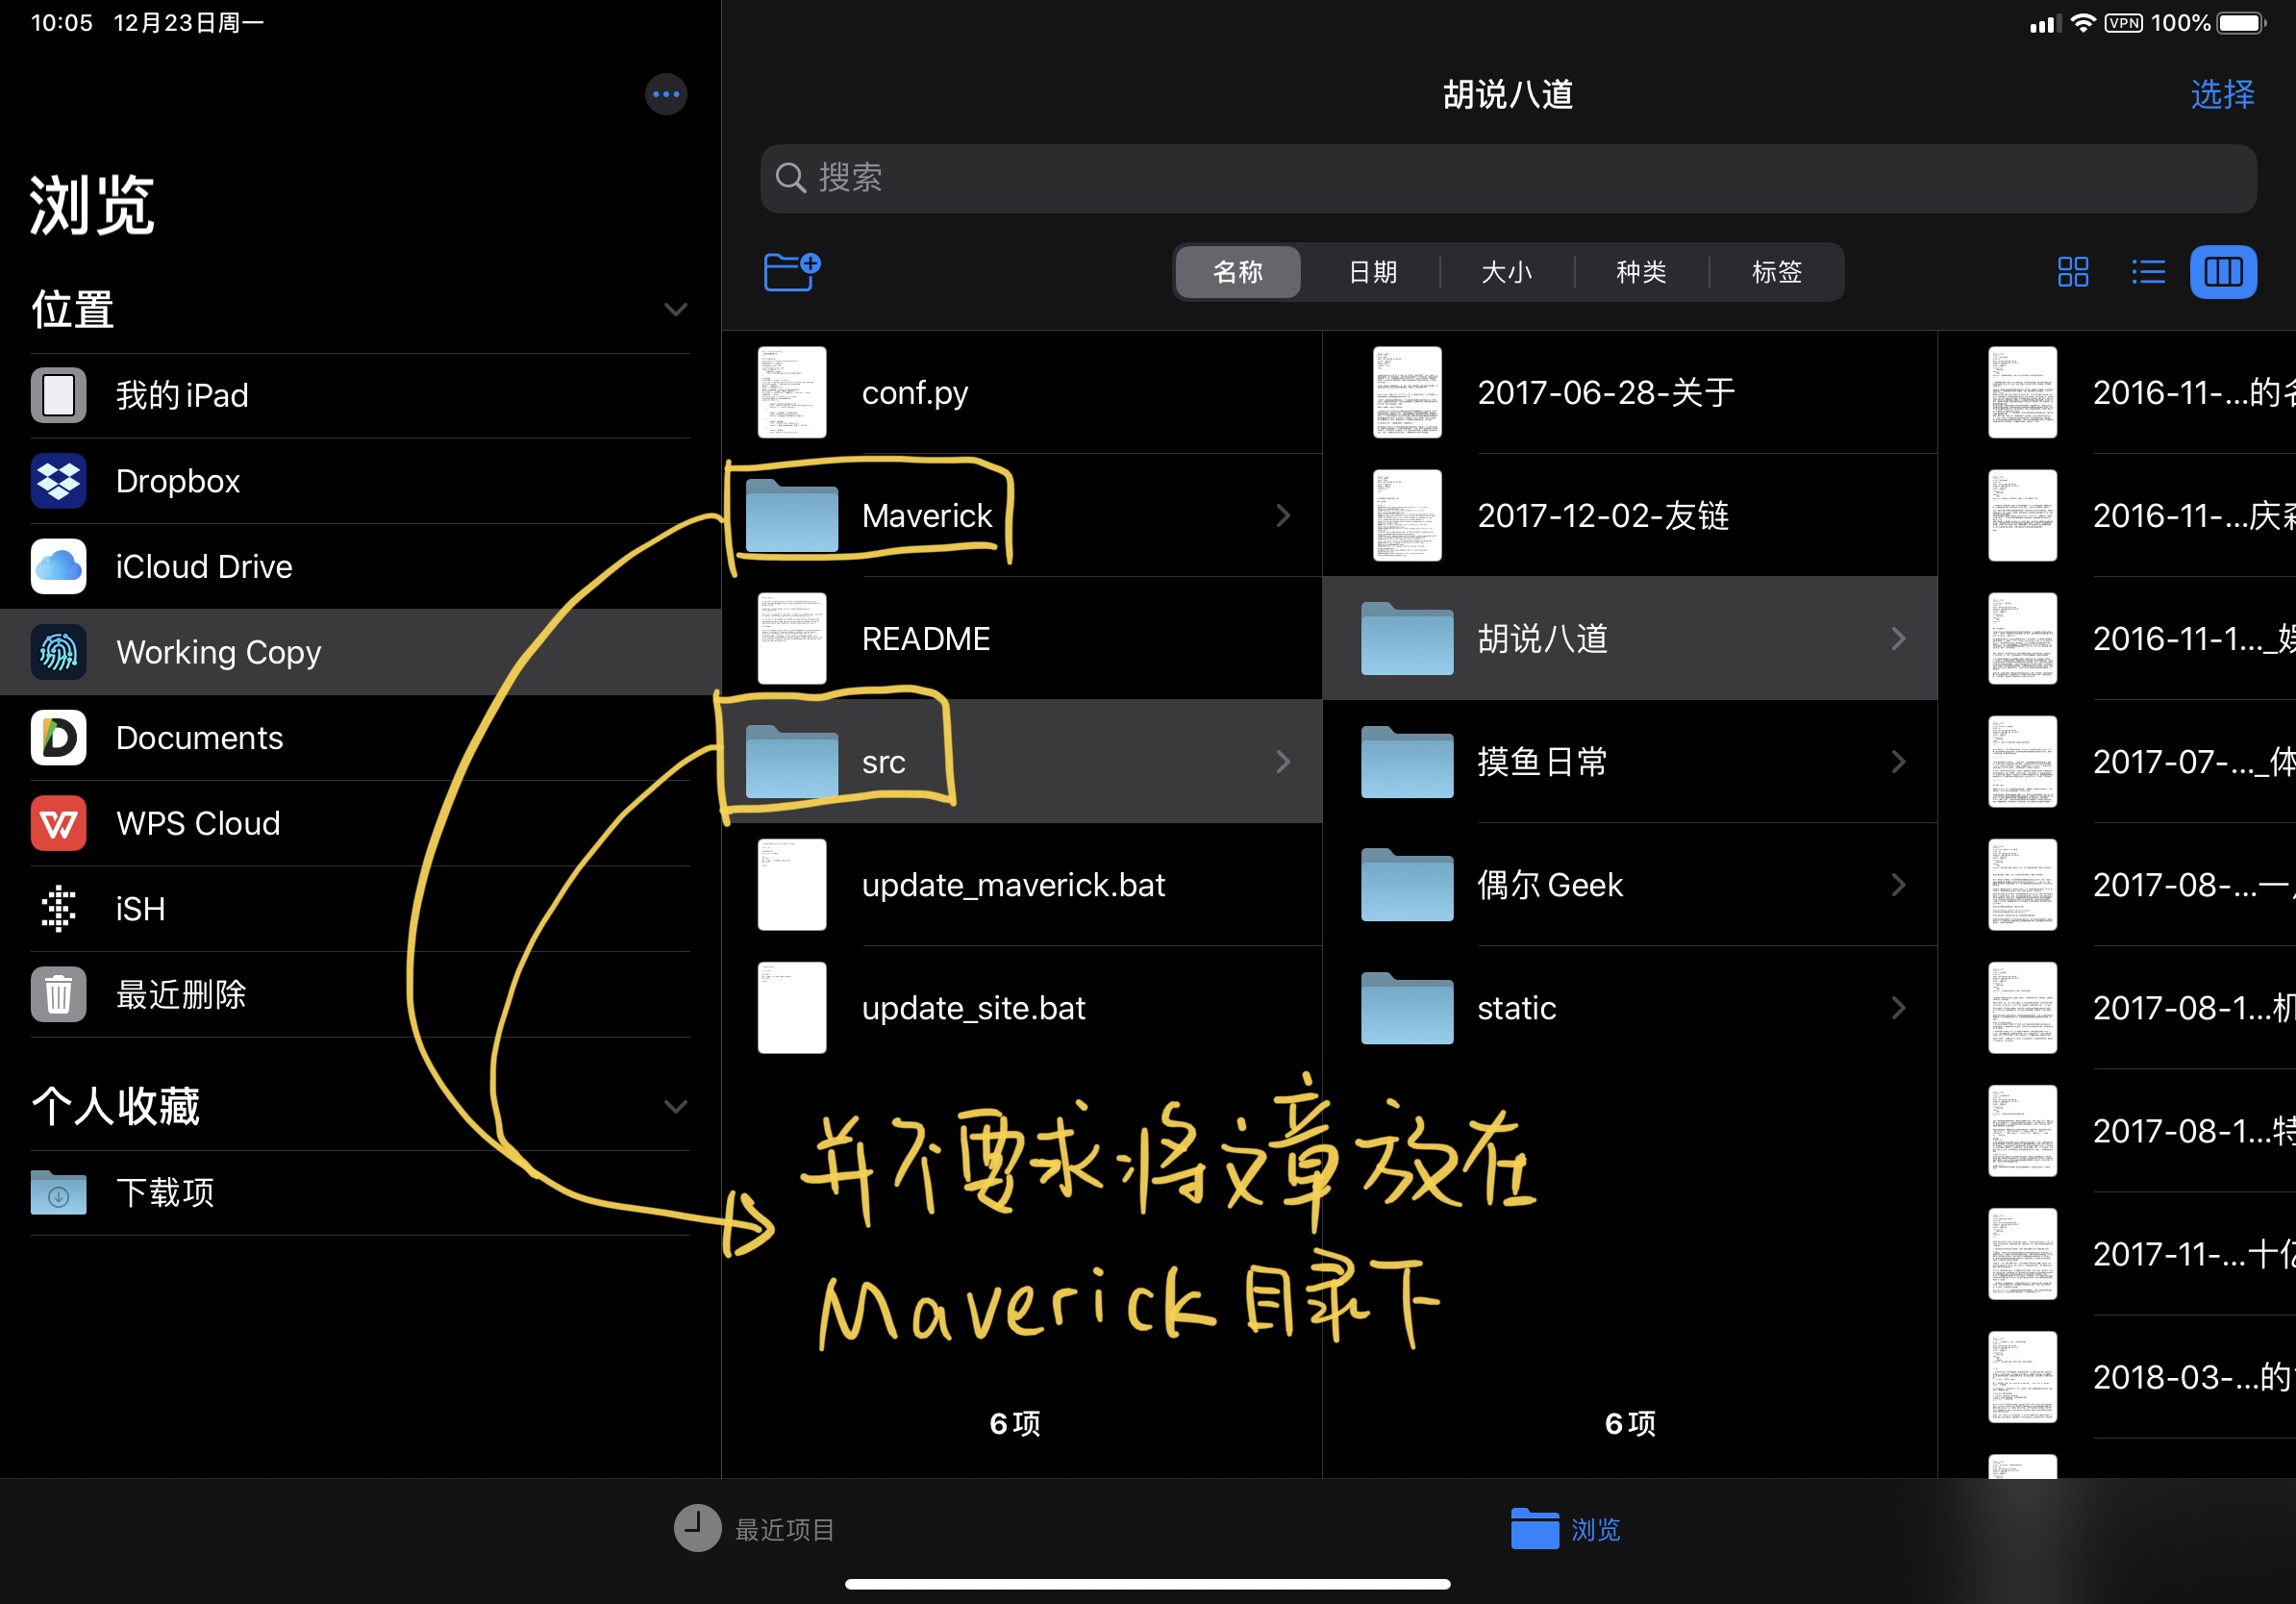 10:05 12月23日周一
VPN 100%
浏览
位置
我的 iPad
Dropbox
iCloud Drive
Working Copy
Documents
WPS Cloud
iSH
最近删除
个人收藏
下载项
胡说八道
选择
搜索
名称 日期 大小 种类 标签
conf.py
Maverick
README
src
update_maverick.bat
update_site.bat
6项
2017-06-28-关于
2017-12-02-友链
胡说八道
摸鱼日常
偶尔 Geek
static
6项
2016-11-...的名
2016-11-...庆
2016-11-1..._
2017-07-..._体
2017-08-...一
2017-08-1...机
2017-08-1...特
2017-11-...十亿
2018-03-...的
并不要求将文章放在
Maverick 目录下
最近项目
浏览